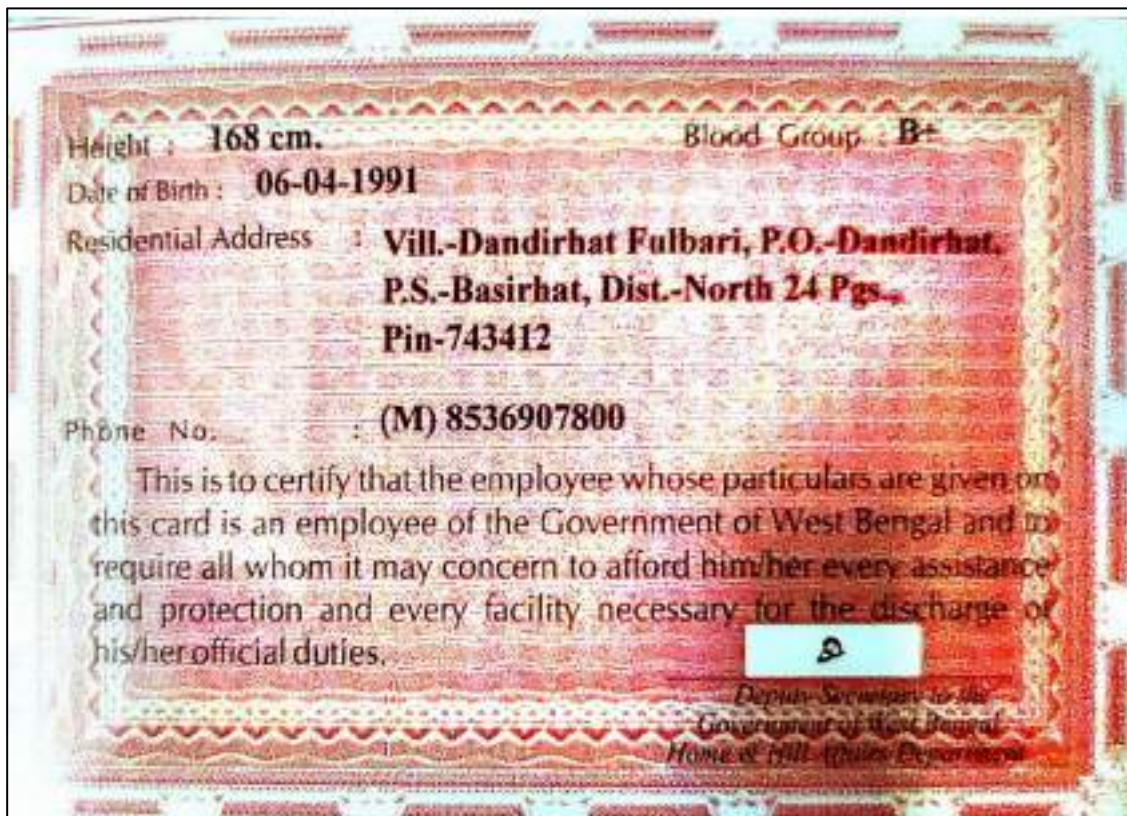 Height : 168 cm. Blood Group : B+
Date of Birth : 06-04-1991
Residential Address : Vill.-Dandirhat Fulbari, P.O.-Dandirhat,
P.S.-Basirhat, Dist.-North 24 Pgs.,
Pin-743412
Phone No. : (M) 8536907800
This is to certify that the employee whose particulars are given on
this card is an employee of the Government of West Bengal and to
require all whom it may concern to afford him/her every assistance
and protection and every facility necessary for the discharge of
his/her official duties.
Deputy Secretary to the
Government of West Bengal
Home & Hill Affairs Department